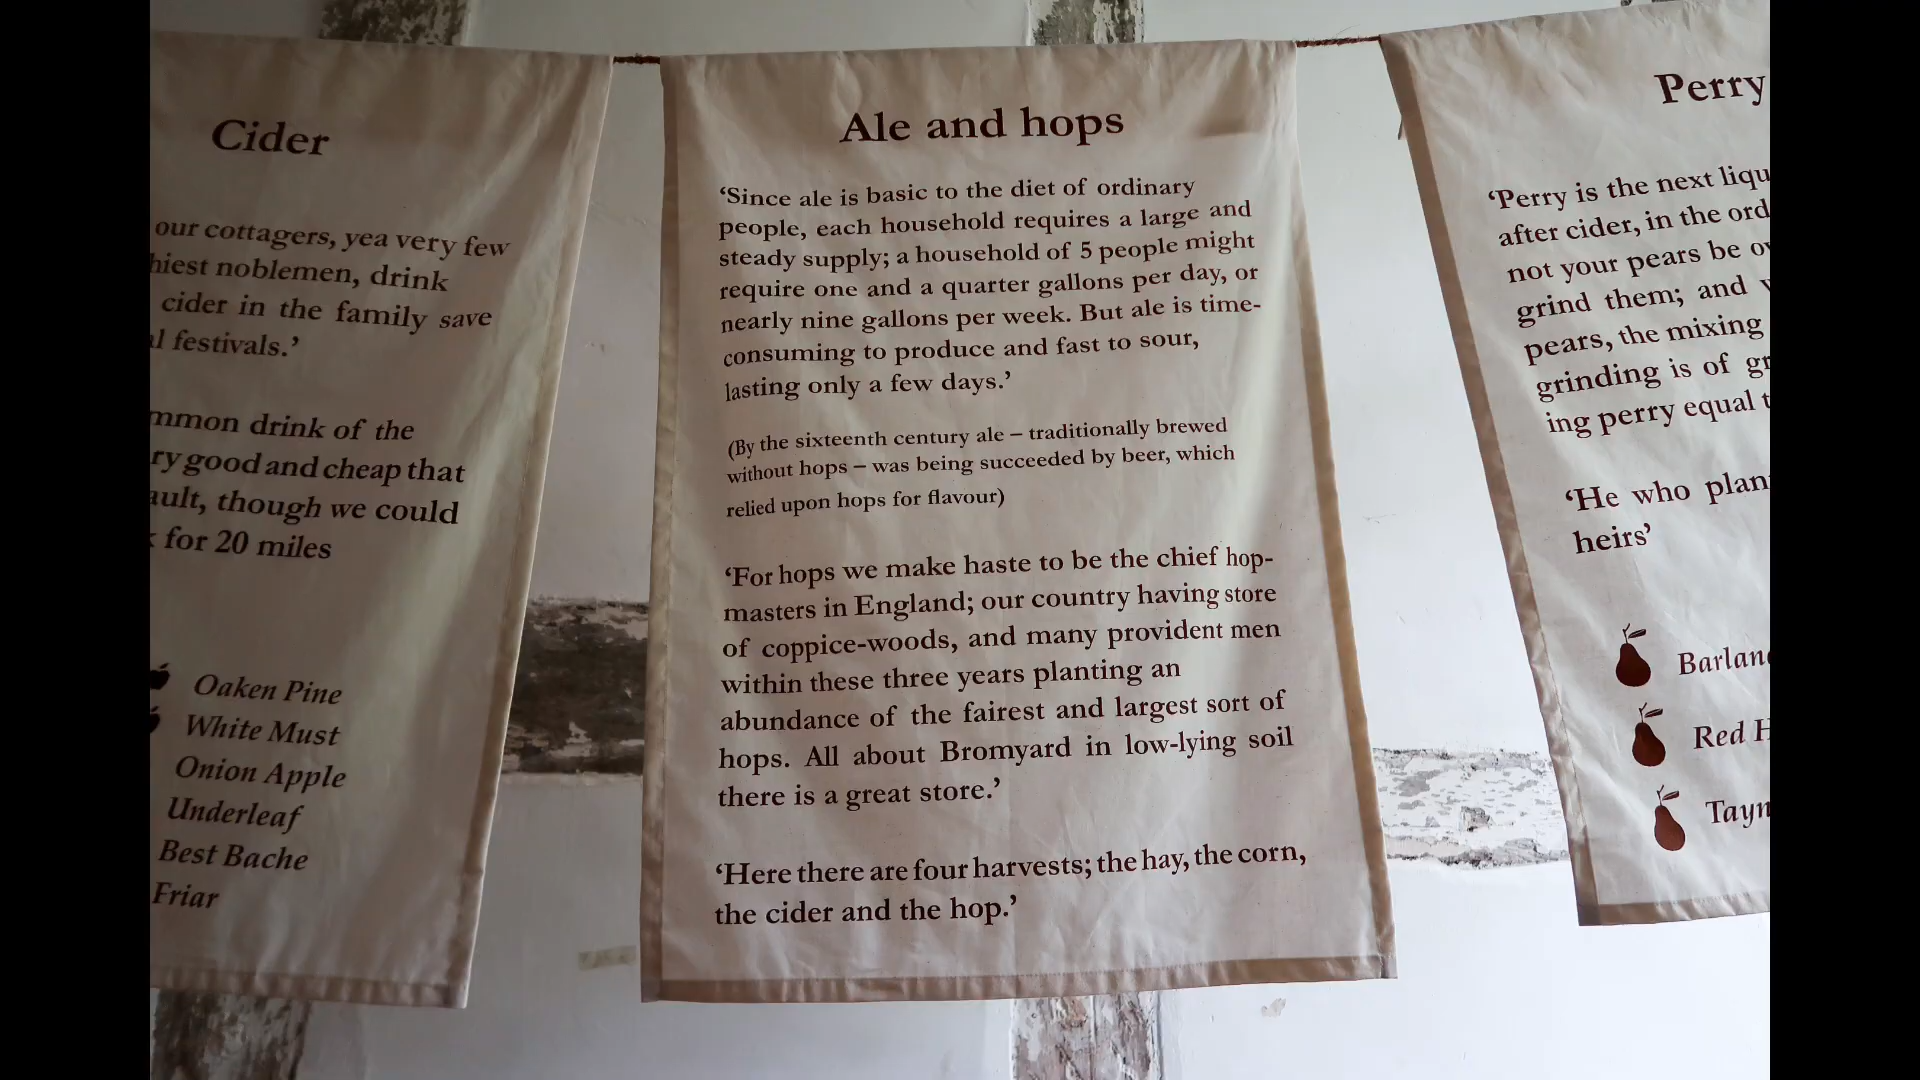 Cider
our cottagers, yea very few
noblemen, drink
cider in the family save
festivals.’
drink of the
good and cheap that
though we could
for 20 miles
Oaken Pine
White Must
Onion Apple
Underleaf
Best Bache
Friar
Ale and hops
‘Since ale is basic to the diet of ordinary
people, each household requires a large and
steady supply; a household of 5 people might
require one and a quarter gallons per day, or
nearly nine gallons per week. But ale is time-
consuming to produce and fast to sour,
lasting only a few days.’
(By the sixteenth century ale – traditionally brewed
without hops – was being succeeded by beer, which
relied upon hops for flavour)
‘For hops we make haste to be the chief hop-
masters in England; our country having store
of coppice-woods, and many provident men
within these three years planting an
abundance of the fairest and largest sort of
hops. All about Bromyard in low-lying soil
there is a great store.’
‘Here there are four harvests; the hay, the corn,
the cider and the hop.’
Perry
‘Perry is the next
after cider, in the
not your pears be
grind them; and
pears, the mixing
grinding is of
ing perry equal
‘He who
heirs’
Red